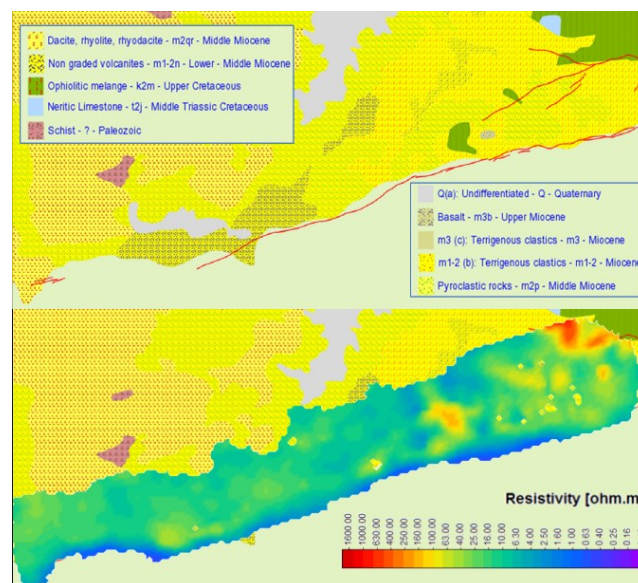 Dacite, rhyolite, rhyodacite - m2qr - Middle Miocene
Non graded volcanites - m1-2n - Lower - Middle Miocene
Ophiolitic melange - k2m - Upper Cretaceous
Neritic Limestone - t2j - Middle Triassic Cretaceous
Schist - ? - Paleozoic
Q(a): Undifferentiated - Q - Quaternary
Basalt - m3b - Upper Miocene
m3 (c): Terrigenous clastics - m3 - Miocene
m1-2 (b): Terrigenous clastics - m1-2 - Miocene
Pyroclastic rocks - m2p - Middle Miocene
Resistivity [ohm.m
1600.00
1000.00
630.00
400.00
250.00
160.00
100.00
63.00
40.00
25.00
16.00
10.00
6.30
4.00
2.50
1.60
1.00
0.63
0.40
0.25
0.16